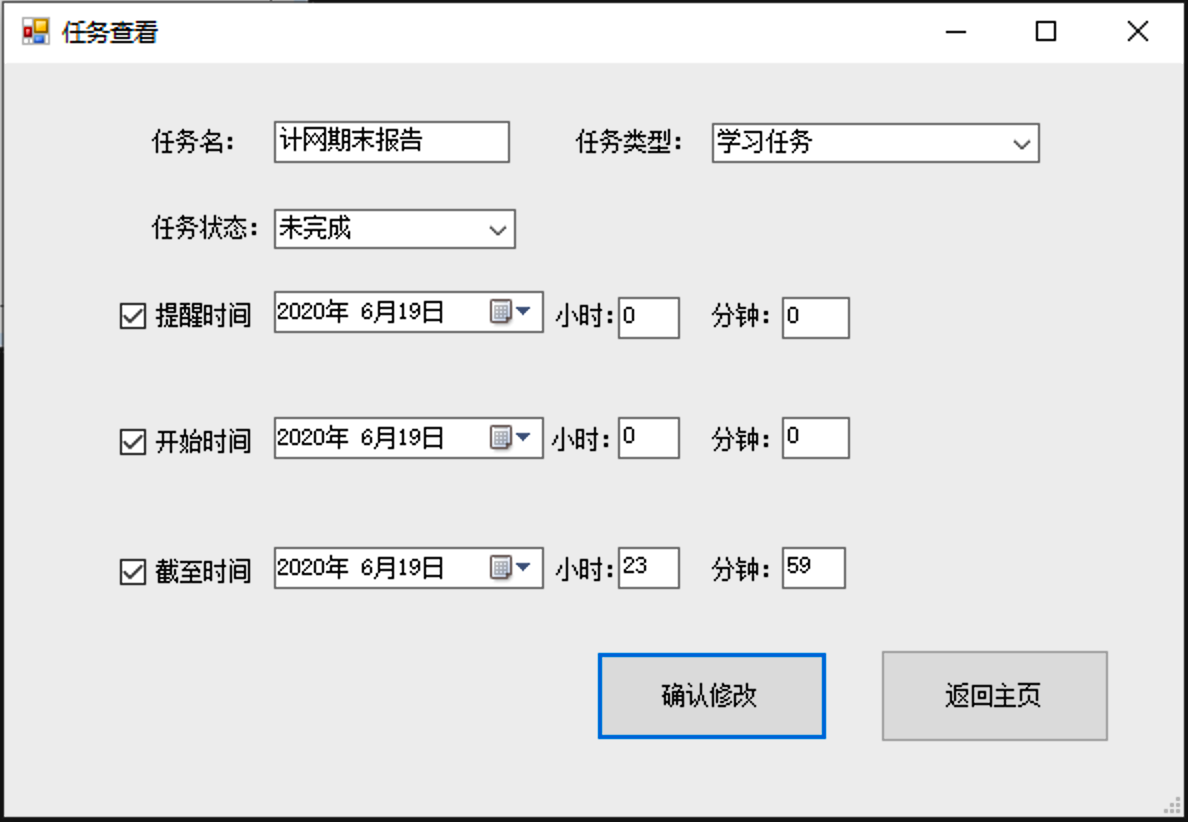 任务查看
任务名： 计网期末报告 任务类型： 学习任务
任务状态： 未完成
提醒时间 2020年 6月19日 小时： 0 分钟： 0
开始时间 2020年 6月19日 小时： 0 分钟： 0
截至时间 2020年 6月19日 小时： 23 分钟： 59
确认修改 返回主页